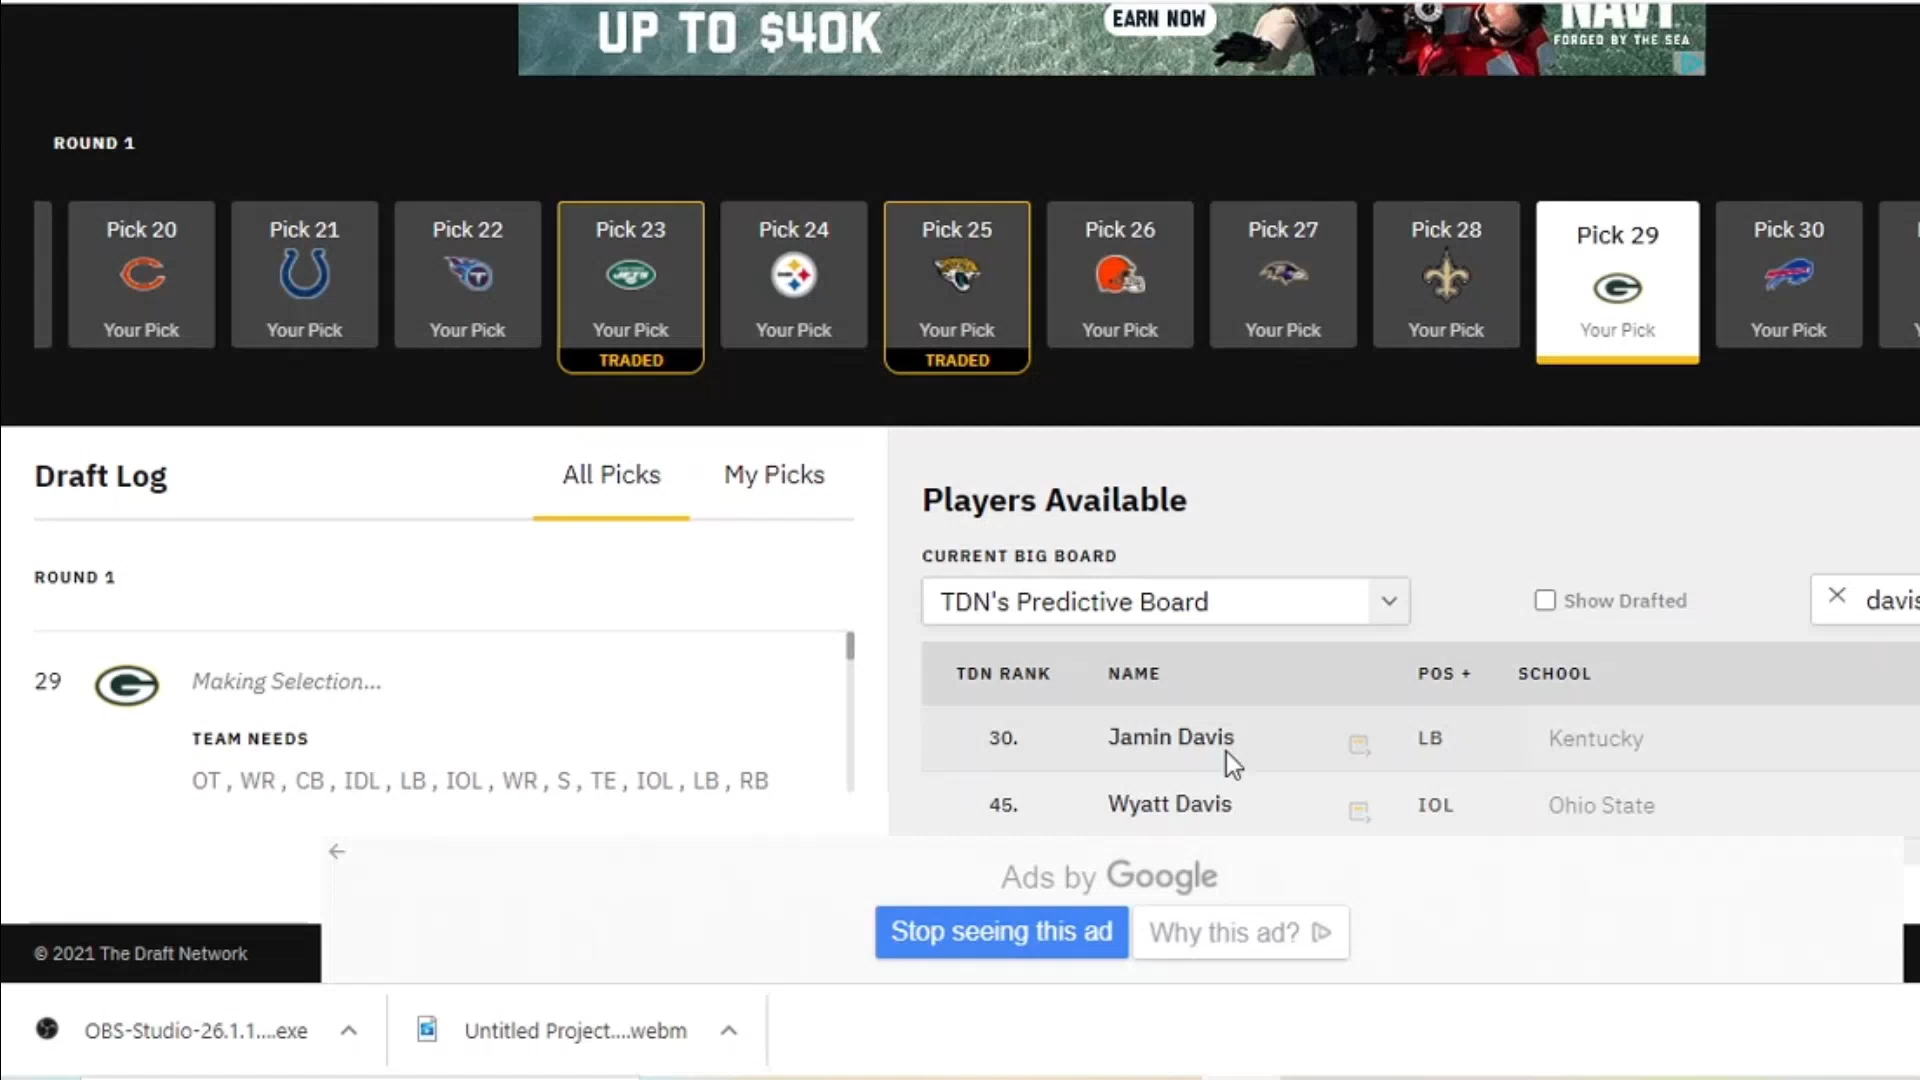 UP TO $40K
EARN NOW
NAVY
FORGED BY THE SEA
ROUND 1
Pick 20
Your Pick
Pick 21
Your Pick
Pick 22
Your Pick
Pick 23
Your Pick
TRADED
Pick 24
Your Pick
Pick 25
Your Pick
TRADED
Pick 26
Your Pick
Pick 27
Your Pick
Pick 28
Your Pick
Pick 29
Your Pick
Pick 30
Your Pick
Draft Log
All Picks
My Picks
ROUND 1
29
Making Selection...
TEAM NEEDS
OT , WR , CB , IDL , LB , IOL , WR , S , TE , IOL , LB , RB
Players Available
CURRENT BIG BOARD
TDN's Predictive Board
Show Drafted
davis
TDN RANK NAME POS + SCHOOL
30. Jamin Davis LB Kentucky
45. Wyatt Davis IOL Ohio State
Ads by Google
Stop seeing this ad
Why this ad?
© 2021 The Draft Network
OBS-Studio-26.1.1....exe
Untitled Project....webm